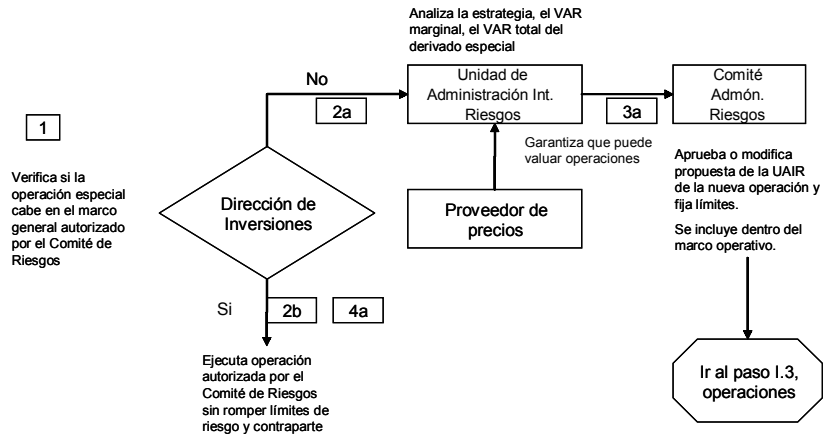 Analiza la estrategia, el VAR
marginal, el VAR total del
derivado especial
No
2a
Unidad de
Administración Int.
Riesgos
3a
Comité
Admón.
Riesgos
1
Verifica si la
operación especial
cabe en el marco
general autorizado
por el Comité de
Riesgos
Dirección de
Inversiones
Garantiza que puede
valuar operaciones
Proveedor de
precios
Aprueba o modifica
propuesta de la UAIR
de la nueva operación y
fija límites.
Se incluye dentro del
marco operativo.
Si
2b
4a
Ejecuta operación
autorizada por el
Comité de Riesgos
sin romper límites de
riesgo y contraparte
Ir al paso I.3,
operaciones